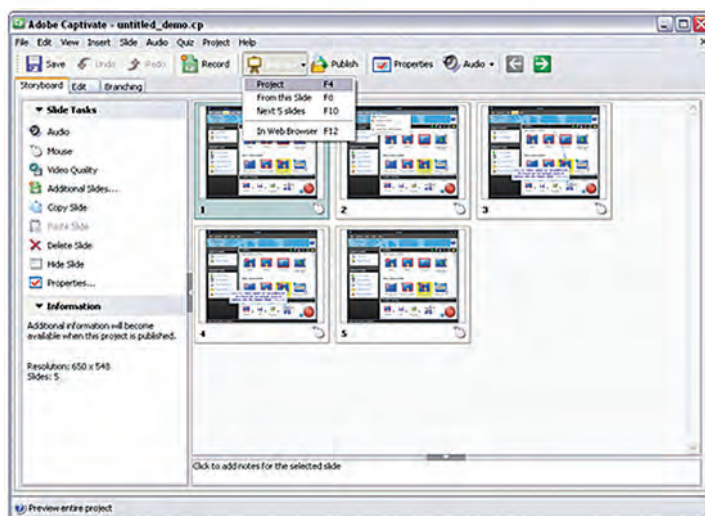 Adobe Captivate - untitled_demo.cp
File Edit View Insert Slide Audio Quiz Project Help
Save Undo Redo Record Publish Properties Audio
Storyboard Edit Branching
Project F4
From this Slide F8
Next 5 slides F10
In Web Browser F12
Slide Tasks
Audio
Mouse
Video Quality
Additional Slides...
Copy Slide
Paste Slide
Delete Slide
Hide Slide
Properties...
Information
Additional information will become
available when this project is published.
Resolution: 650 x 548
Slides: 5
1
2
3
4
5
Click to add notes for the selected slide
Preview entire project